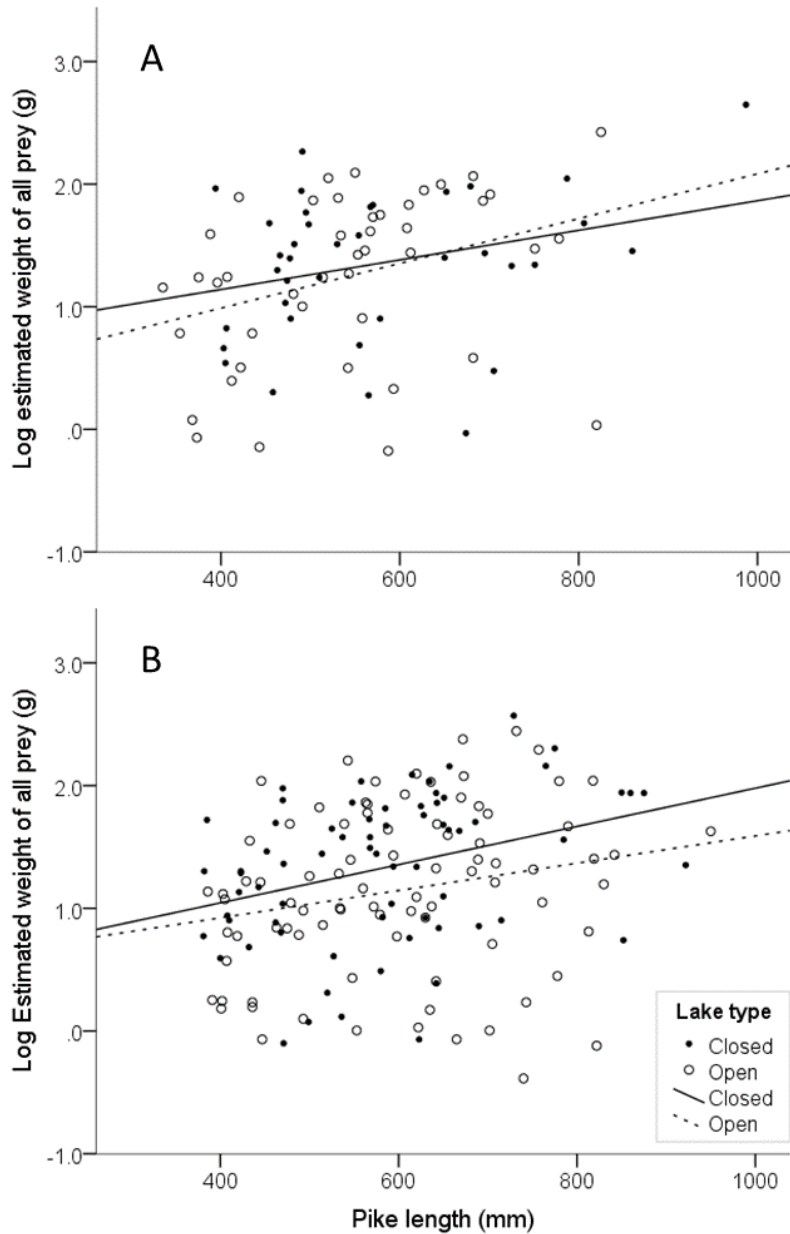 A
Log estimated weight of all prey (g)
3.0
2.0
1.0
.0
-1.0
400 600 800 1000
B
Log Estimated weight of all prey (g)
3.0
2.0
1.0
.0
-1.0
400 600 800 1000
Pike length (mm)
Lake type
Closed
Open
Closed
Open